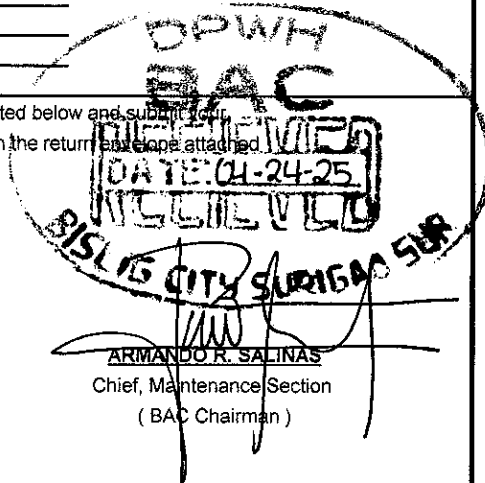 DPWH
BAC
ted below and submit your
the return envelope attached
RECEIVED
DATE: 04-24-25
RECEIVED
BISLIG CITY SURIGAO SUR
ARMANDO R. SALINAS
Chief, Maintenance Section
( BAC Chairman )